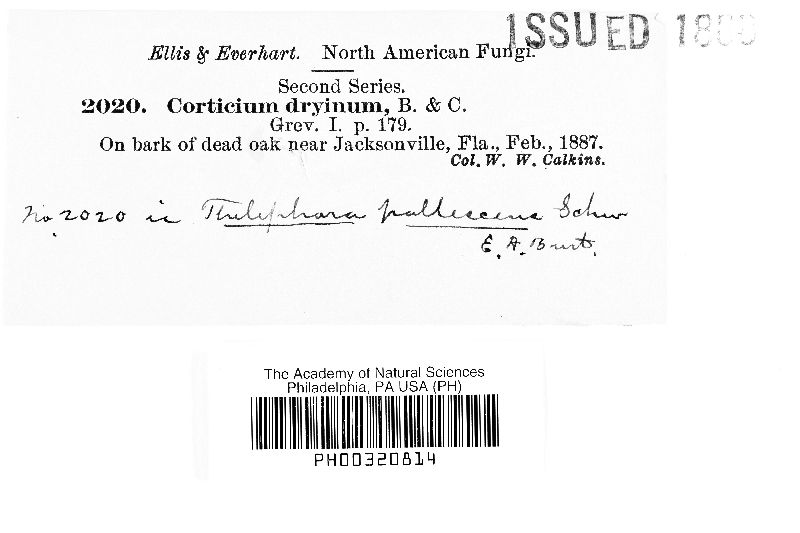 ISSUED
Ellis & Everhart. North American Fungi.
Second Series.
2020. Corticium dryinum, B. & C.
Grev. I. p. 179.
On bark of dead oak near Jacksonville, Fla., Feb., 1887.
Col. W. W. Calkins.
No 2020 is Thelephora pallescens Schw
E. A. Burt.
The Academy of Natural Sciences
Philadelphia, PA USA (PH)
PH00320814